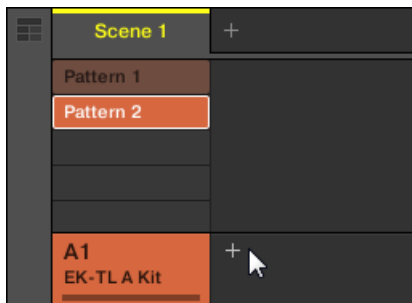 Scene 1 +
Pattern 1
Pattern 2
A1 +
EK-TL A Kit